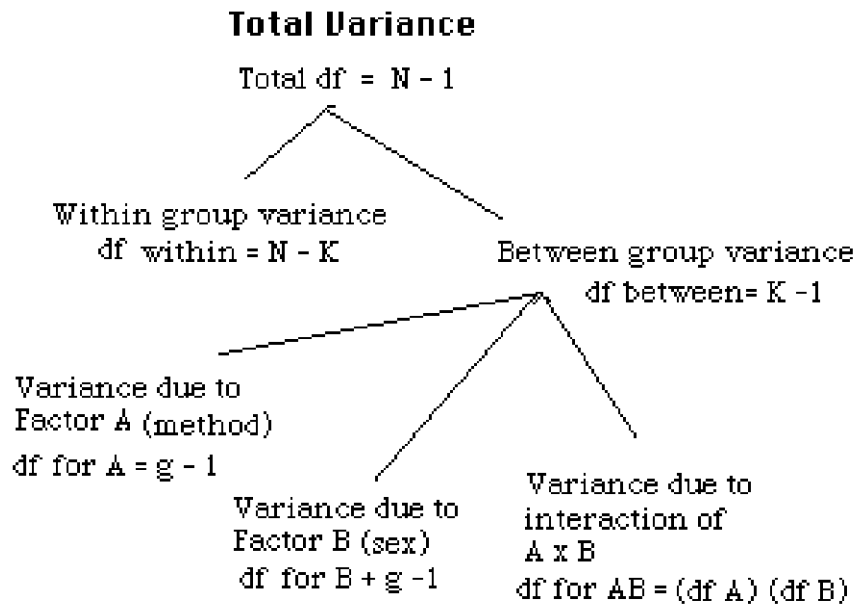 Total Variance
Total df = N - 1
Within group variance
df within = N - K
Between group variance
df between= K -1
Variance due to
Factor A (method)
df for A = g - 1
Variance due to
Factor B (sex)
df for B + g -1
Variance due to
interaction of
A x B
df for AB = (df A) (df B)